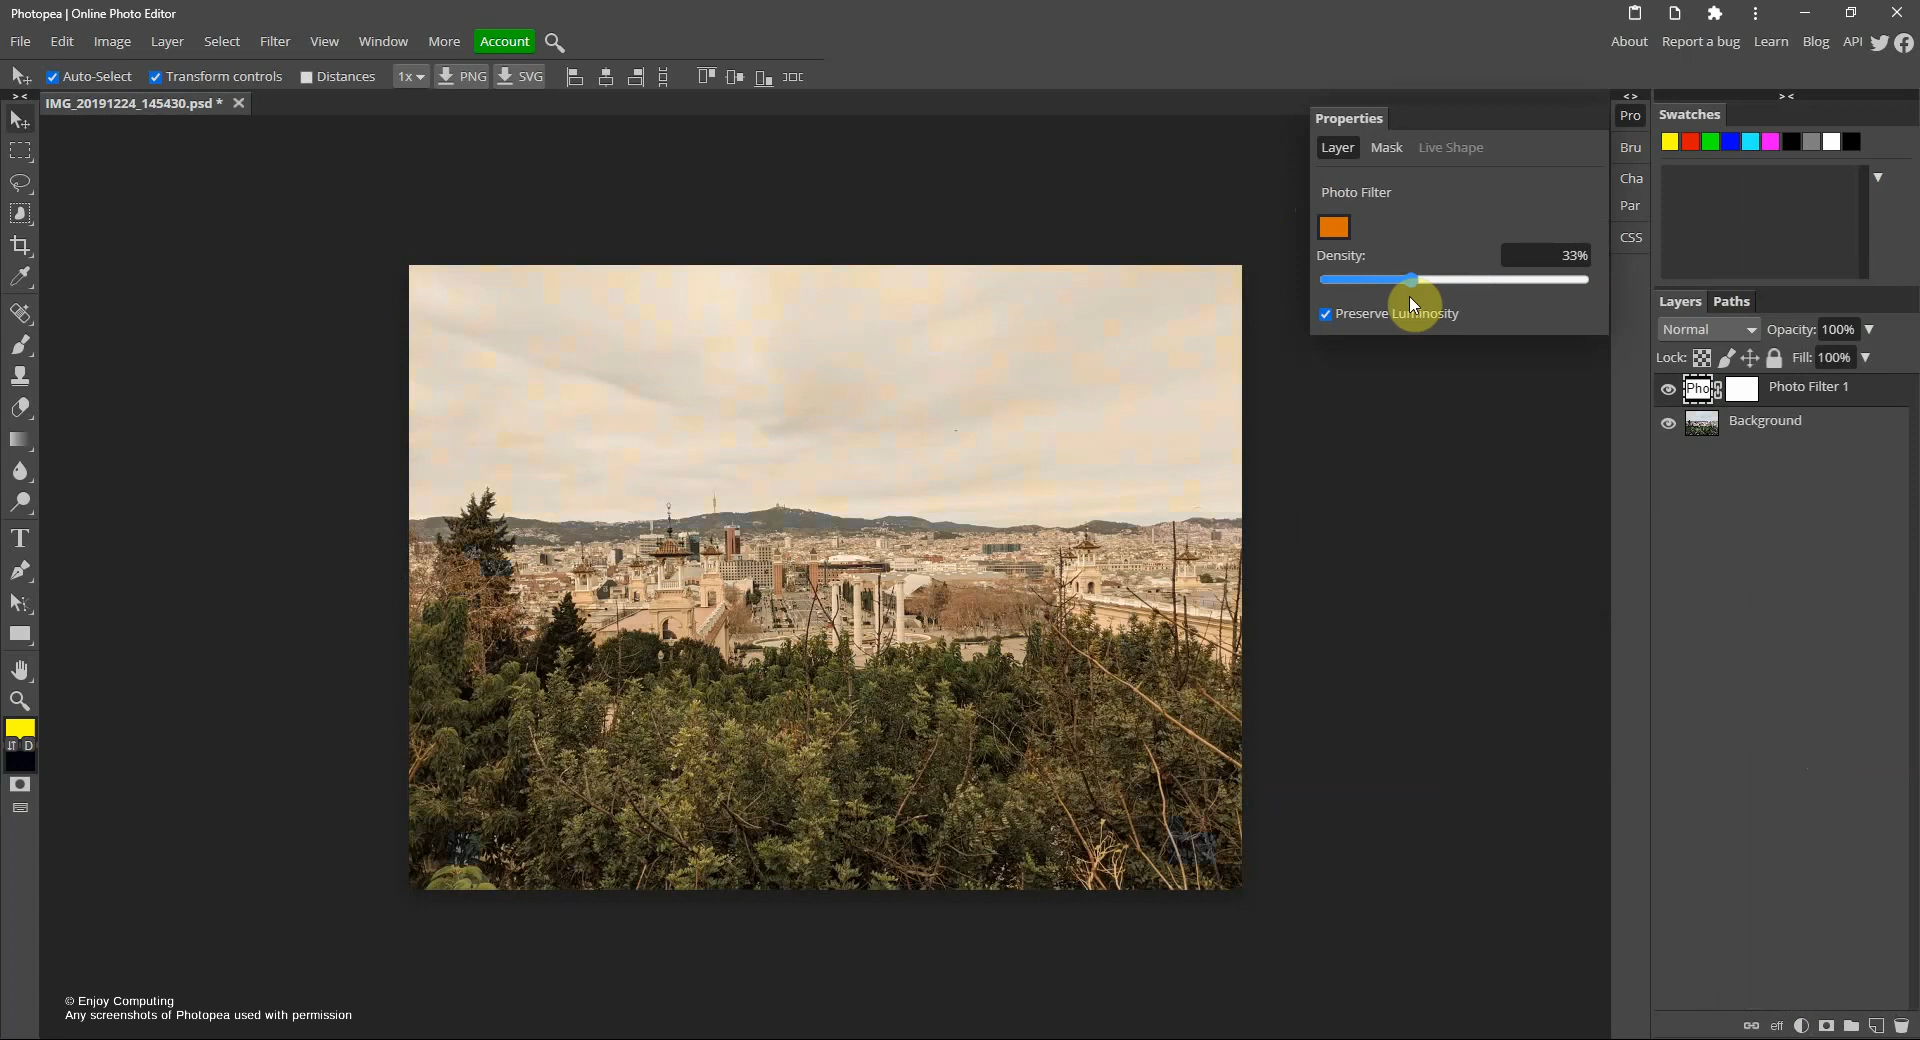 Photopea | Online Photo Editor
File Edit Image Layer Select Filter View Window More Account
About Report a bug Learn Blog API
Auto-Select Transform controls Distances 1x PNG SVG
IMG_20191224_145430.psd *
Properties
Layer Mask Live Shape
Photo Filter
Density: 33%
Preserve Luminosity
Pro
Bru
Cha
Par
CSS
Swatches
Layers Paths
Normal Opacity: 100%
Lock: Fill: 100%
Pho Photo Filter 1
Background
D
eff
© Enjoy Computing
Any screenshots of Photopea used with permission